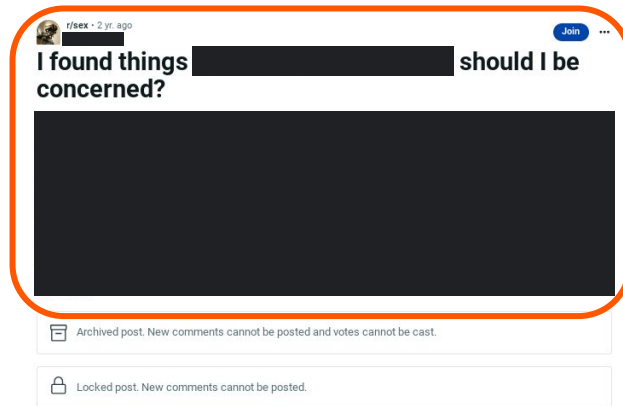 r/sex • 2 yr. ago
Join
I found things should I be
concerned?
Archived post. New comments cannot be posted and votes cannot be cast.
Locked post. New comments cannot be posted.